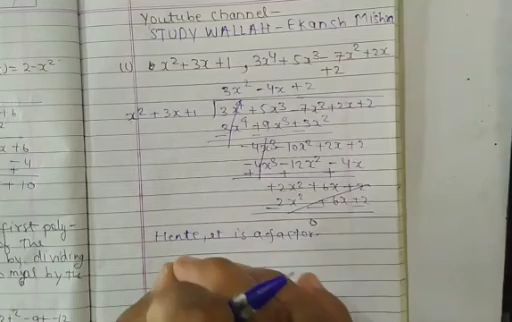 Youtube channel-
STUDY WALLAH - Ekansh Mishra
) = 2-x²
(i) x²+3x+1, 3x⁴+5x³-7x²+2x
+2
3x²-4x+2
x²+3x+1 ) 3x⁴+5x³-7x²+2x+2
3x⁴+9x³+3x²
-4x³-10x²+2x+2
-4x³-12x²-4x
+ + +
+2x²+6x+2
2x² +6x+2
0
x+6
-4
+10
Hence, it is a factor.
first poly-
of the
by dividing
by the